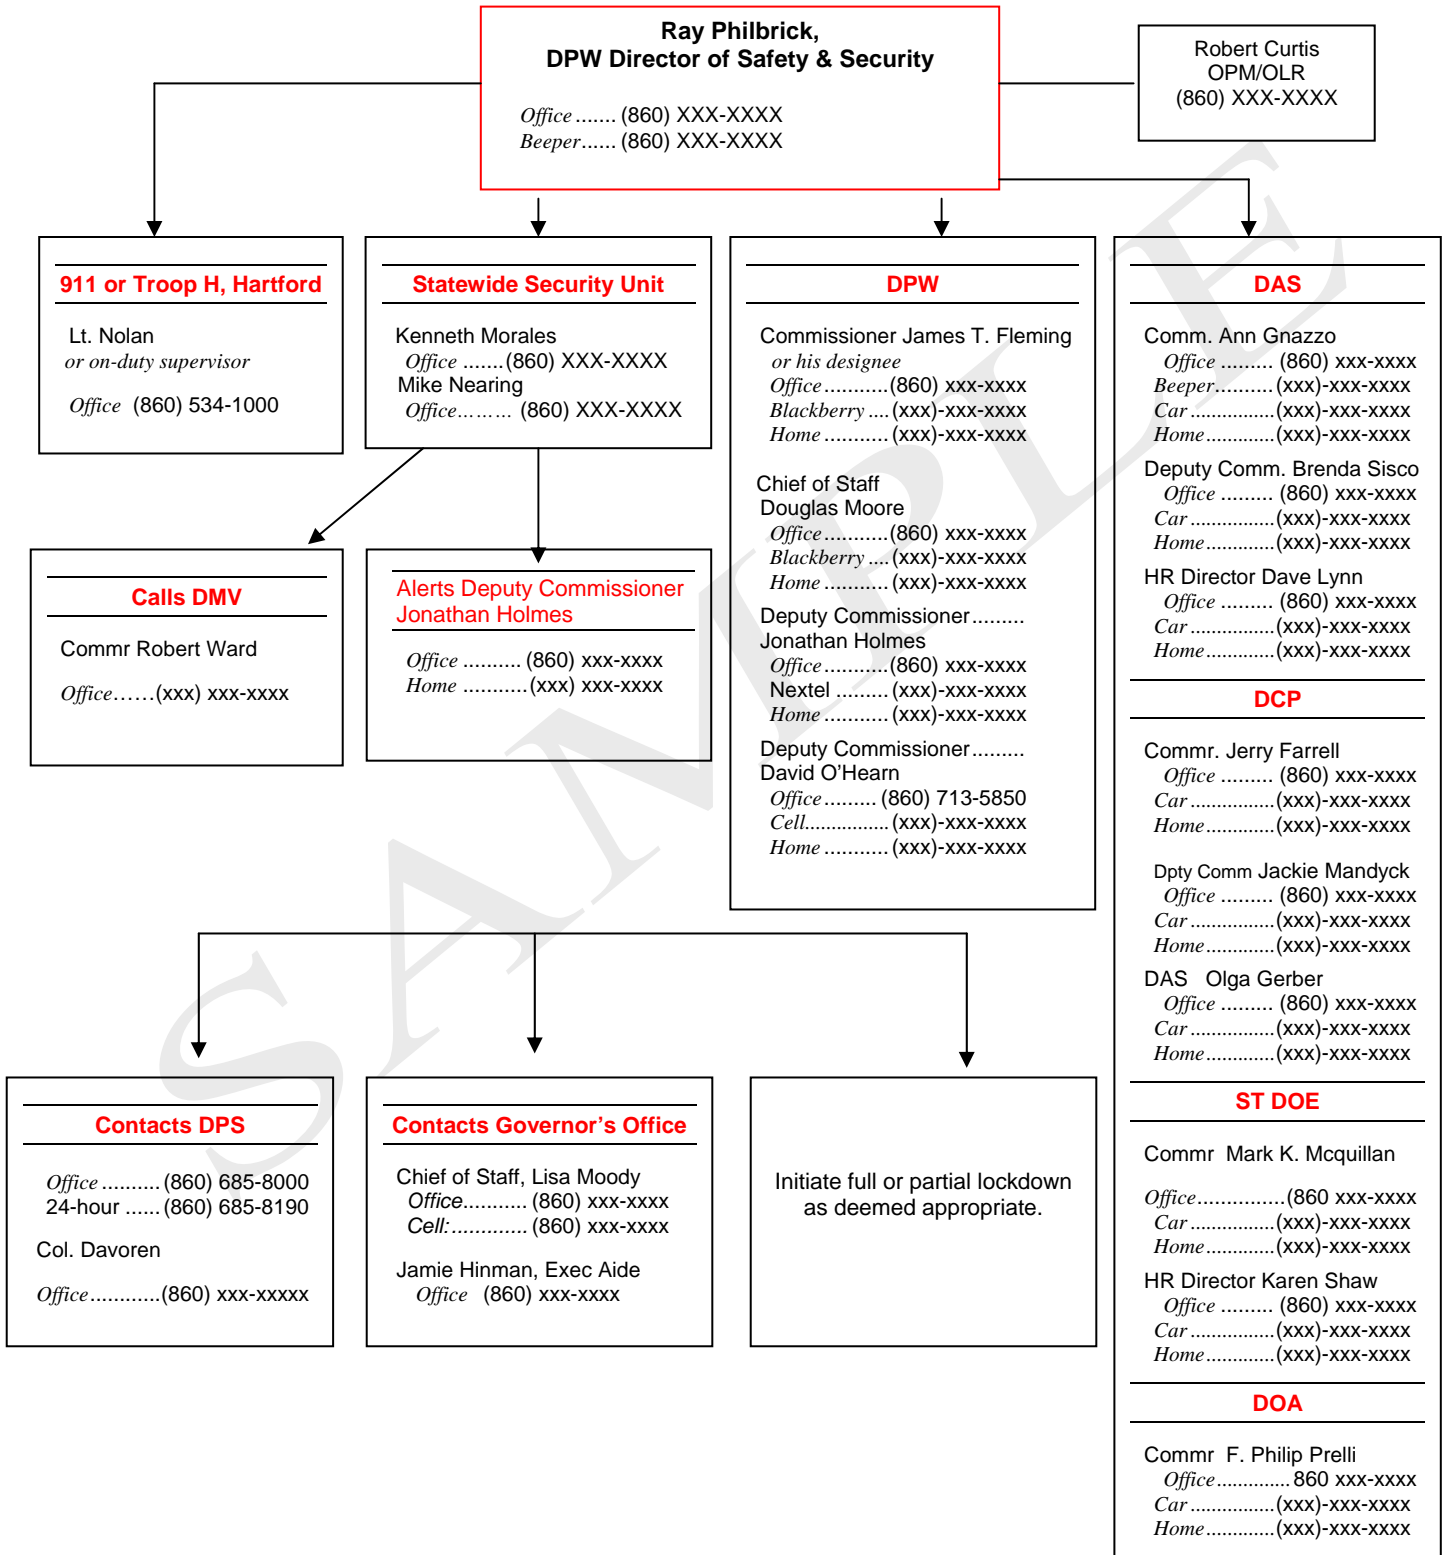 Ray Philbrick,
DPW Director of Safety & Security
Office ....... (860) XXX-XXXX
Beeper...... (860) XXX-XXXX
Robert Curtis
OPM/OLR
(860) XXX-XXXX
911 or Troop H, Hartford
Lt. Nolan
or on-duty supervisor
Office (860) 534-1000
Statewide Security Unit
Kenneth Morales
Office .......(860) XXX-XXXX
Mike Nearing
Office……… (860) XXX-XXXX
Calls DMV
Commr Robert Ward
Office……(xxx) xxx-xxxx
Alerts Deputy Commissioner
Jonathan Holmes
Office .......... (860) xxx-xxxx
Home ...........(xxx) xxx-xxxx
DPW
Commissioner James T. Fleming
or his designee
Office...........(860) xxx-xxxx
Blackberry ....(xxx)-xxx-xxxx
Home ........... (xxx)-xxx-xxxx
Chief of Staff
Douglas Moore
Office...........(860) xxx-xxxx
Blackberry ....(xxx)-xxx-xxxx
Home ........... (xxx)-xxx-xxxx
Deputy Commissioner.........
Jonathan Holmes
Office...........(860) xxx-xxxx
Nextel ......... (xxx)-xxx-xxxx
Home ........... (xxx)-xxx-xxxx
Deputy Commissioner.........
David O’Hearn
Office ......... (860) 713-5850
Cell................ (xxx)-xxx-xxxx
Home ........... (xxx)-xxx-xxxx
DAS
Comm. Ann Gnazzo
Office ......... (860) xxx-xxxx
Beeper...........(xxx)-xxx-xxxx
Car ................(xxx)-xxx-xxxx
Home.............(xxx)-xxx-xxxx
Deputy Comm. Brenda Sisco
Office ......... (860) xxx-xxxx
Car ................(xxx)-xxx-xxxx
Home.............(xxx)-xxx-xxxx
HR Director Dave Lynn
Office ......... (860) xxx-xxxx
Car ................(xxx)-xxx-xxxx
Home.............(xxx)-xxx-xxxx
DCP
Commr. Jerry Farrell
Office ......... (860) xxx-xxxx
Car ................(xxx)-xxx-xxxx
Home.............(xxx)-xxx-xxxx
Dpty Comm Jackie Mandyck
Office ......... (860) xxx-xxxx
Car ................(xxx)-xxx-xxxx
Home.............(xxx)-xxx-xxxx
DAS Olga Gerber
Office ......... (860) xxx-xxxx
Car ................(xxx)-xxx-xxxx
Home.............(xxx)-xxx-xxxx
ST DOE
Commr Mark K. Mcquillan
Office................(860 xxx-xxxx
Car ................(xxx)-xxx-xxxx
Home.............(xxx)-xxx-xxxx
HR Director Karen Shaw
Office ......... (860) xxx-xxxx
Car ................(xxx)-xxx-xxxx
Home.............(xxx)-xxx-xxxx
DOA
Commr F. Philip Prelli
Office.............. 860 xxx-xxxx
Car ................(xxx)-xxx-xxxx
Home.............(xxx)-xxx-xxxx
Contacts DPS
Office .......... (860) 685-8000
24-hour ...... (860) 685-8190
Col. Davoren
Office............(860) xxx-xxxxx
Contacts Governor’s Office
Chief of Staff, Lisa Moody
Office........... (860) xxx-xxxx
Cell:............. (860) xxx-xxxx
Jamie Hinman, Exec Aide
Office (860) xxx-xxxx
Initiate full or partial lockdown
as deemed appropriate.
SAMPLE